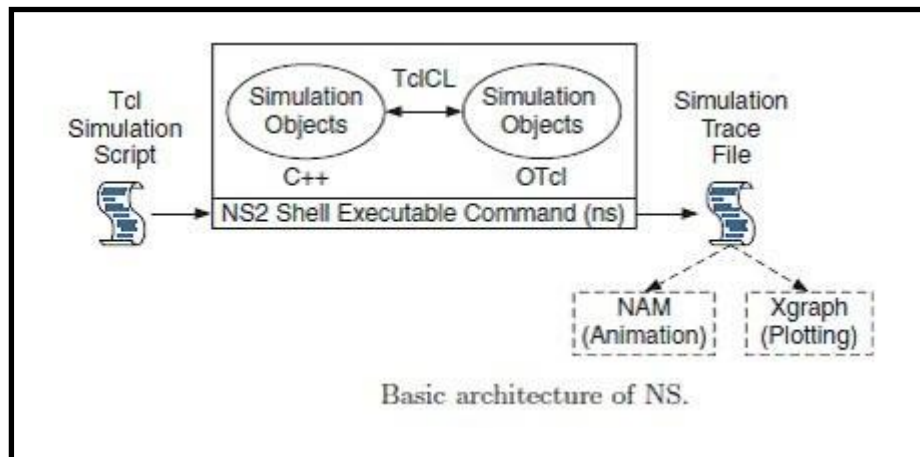 Tcl
Simulation
Script
Simulation
Objects
C++
TclCL
Simulation
Objects
OTcl
NS2 Shell Executable Command (ns)
Simulation
Trace
File
NAM
(Animation)
Xgraph
(Plotting)
Basic architecture of NS.